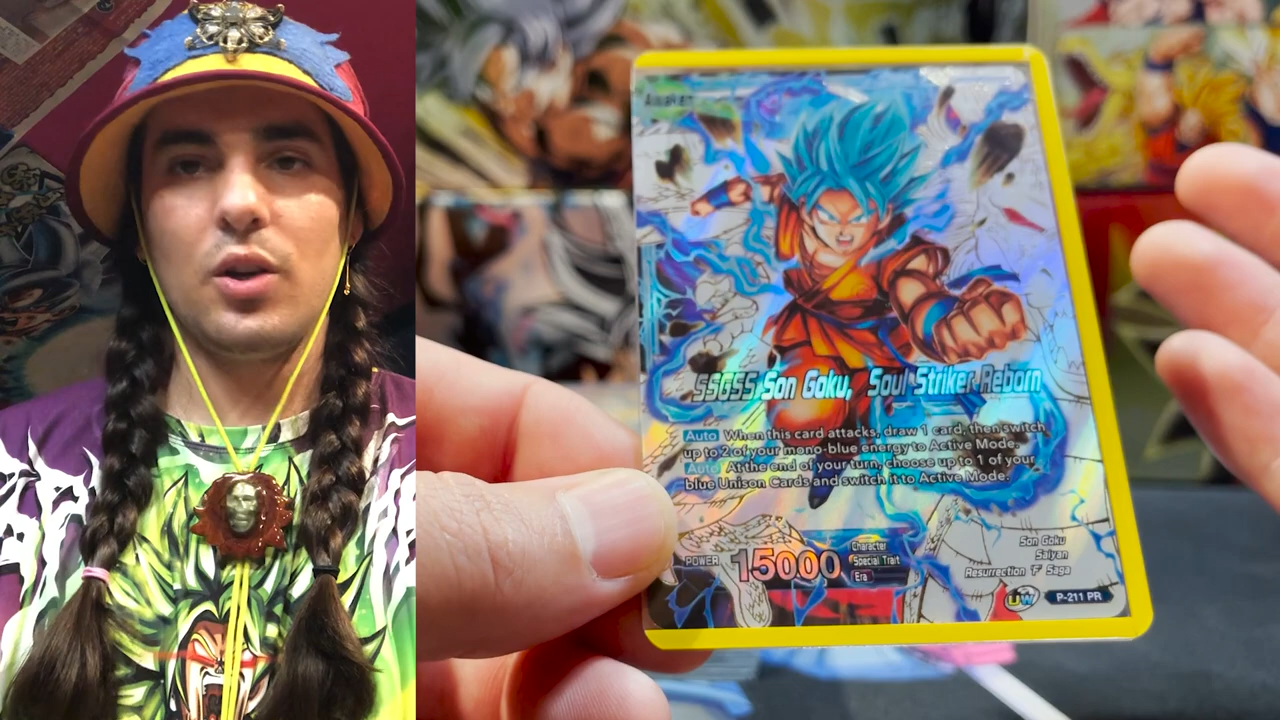 Awaken
SSGSS Son Goku, Soul Striker Reborn
Auto When this card attacks, draw 1 card, then switch
up to 2 of your mono-blue energy to Active Mode.
Auto At the end of your turn, choose up to 1 of your
blue Unison Cards and switch it to Active Mode.
POWER 15000
Character Son Goku
Special Trait Saiyan
Era Resurrection 'F' Saga
UW P-211 PR